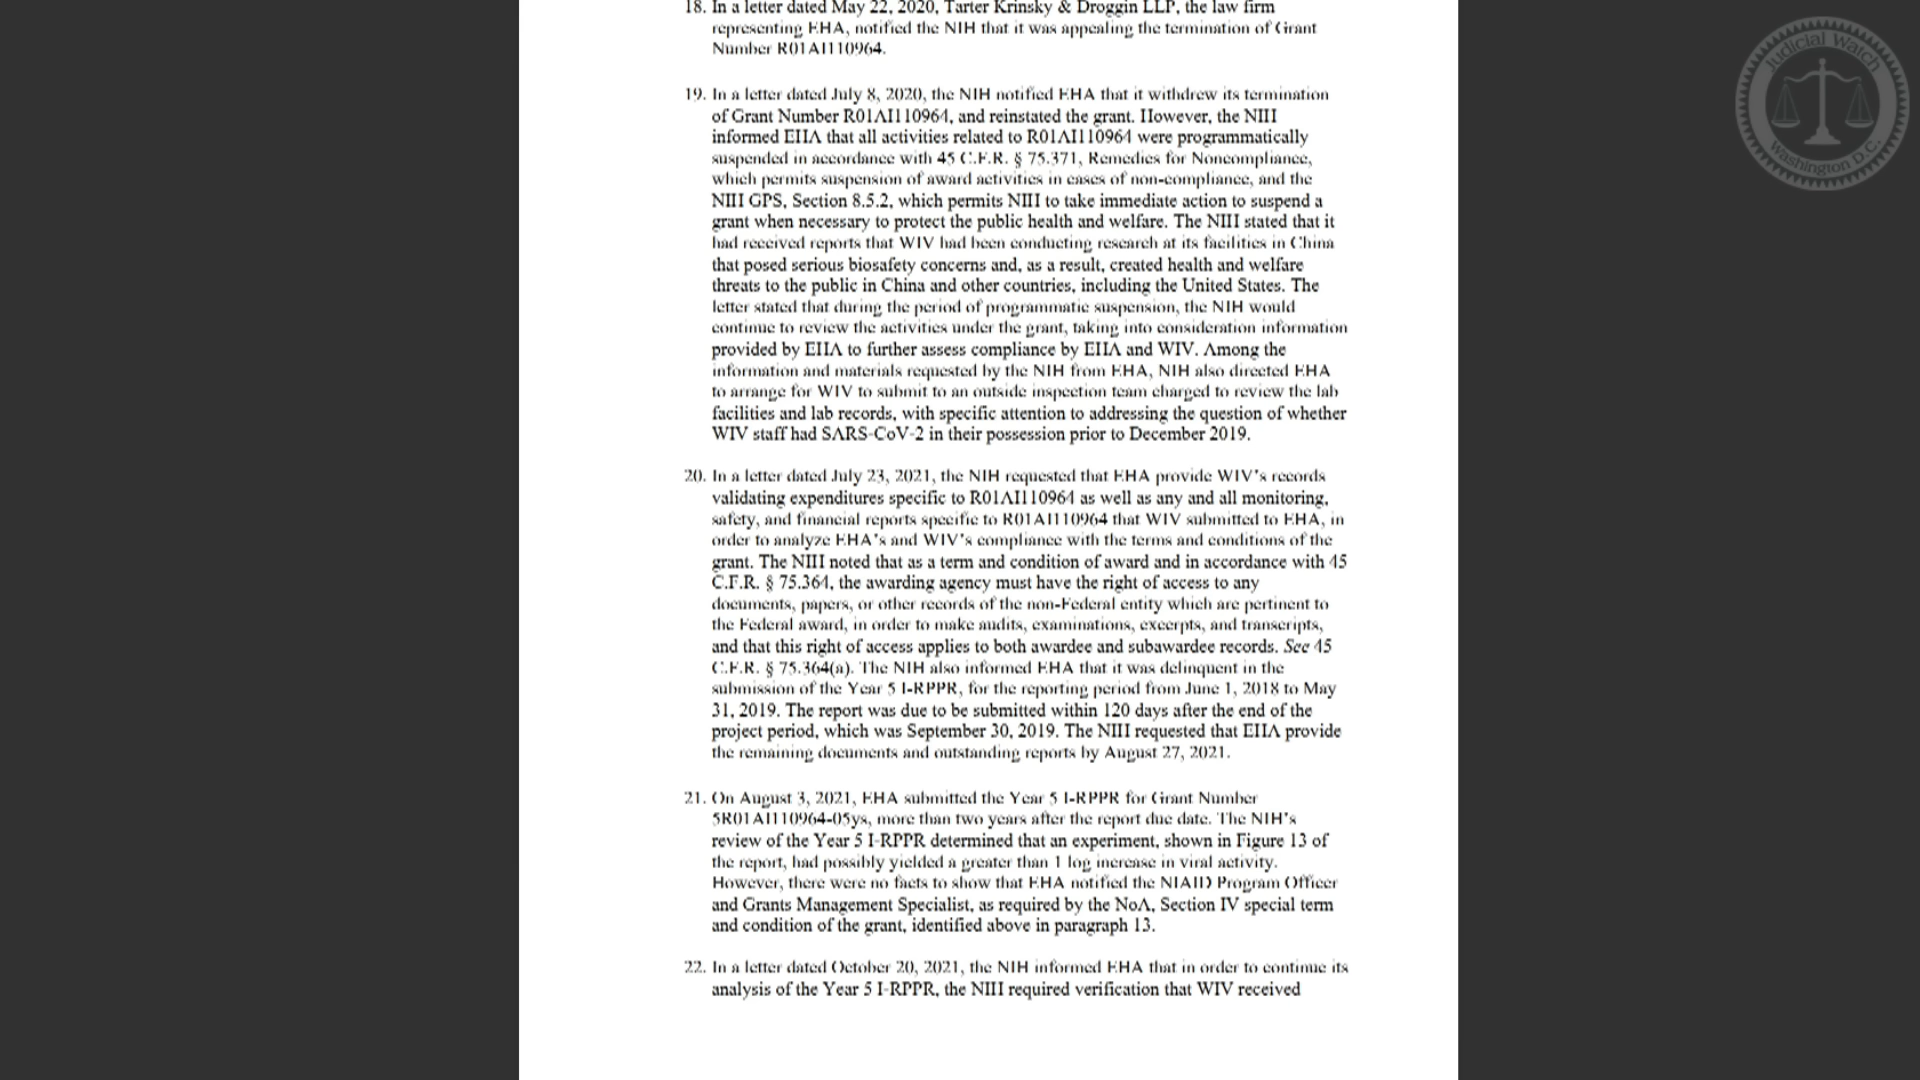 18. In a letter dated May 22, 2020, Tarter Krinsky & Droggin LLP, the law firm
representing EHA, notified the NIH that it was appealing the termination of Grant
Number R01AI110964.
19. In a letter dated July 8, 2020, the NIH notified EHA that it withdrew its termination
of Grant Number R01AI110964, and reinstated the grant. However, the NIH
informed EHA that all activities related to R01AI110964 were programmatically
suspended in accordance with 45 C.F.R. § 75.371, Remedies for Noncompliance,
which permits suspension of award activities in cases of non-compliance, and the
NIH GPS, Section 8.5.2, which permits NIH to take immediate action to suspend a
grant when necessary to protect the public health and welfare. The NIH stated that it
had received reports that WIV had been conducting research at its facilities in China
that posed serious biosafety concerns and, as a result, created health and welfare
threats to the public in China and other countries, including the United States. The
letter stated that during the period of programmatic suspension, the NIH would
continue to review the activities under the grant, taking into consideration information
provided by EHA to further assess compliance by EHA and WIV. Among the
information and materials requested by the NIH from EHA, NIH also directed EHA
to arrange for WIV to submit to an outside inspection team charged to review the lab
facilities and lab records, with specific attention to addressing the question of whether
WIV staff had SARS-CoV-2 in their possession prior to December 2019.
20. In a letter dated July 23, 2021, the NIH requested that EHA provide WIV's records
validating expenditures specific to R01AI110964 as well as any and all monitoring,
safety, and financial reports specific to R01AI110964 that WIV submitted to EHA, in
order to analyze EHA's and WIV's compliance with the terms and conditions of the
grant. The NIH noted that as a term and condition of award and in accordance with 45
C.F.R. § 75.364, the awarding agency must have the right of access to any
documents, papers, or other records of the non-Federal entity which are pertinent to
the Federal award, in order to make audits, examinations, excerpts, and transcripts,
and that this right of access applies to both awardee and subawardee records. See 45
C.F.R. § 75.364(a). The NIH also informed EHA that it was delinquent in the
submission of the Year 5 I-RPPR, for the reporting period from June 1, 2018 to May
31, 2019. The report was due to be submitted within 120 days after the end of the
project period, which was September 30, 2019. The NIH requested that EHA provide
the remaining documents and outstanding reports by August 27, 2021.
21. On August 3, 2021, EHA submitted the Year 5 I-RPPR for Grant Number
5R01AI110964-05ys, more than two years after the report due date. The NIH's
review of the Year 5 I-RPPR determined that an experiment, shown in Figure 13 of
the report, had possibly yielded a greater than 1 log increase in viral activity.
However, there were no facts to show that EHA notified the NIAID Program Officer
and Grants Management Specialist, as required by the NoA, Section IV special term
and condition of the grant, identified above in paragraph 13.
22. In a letter dated October 20, 2021, the NIH informed EHA that in order to continue its
analysis of the Year 5 I-RPPR, the NIH required verification that WIV received
Judicial Watch
Washington D.C.